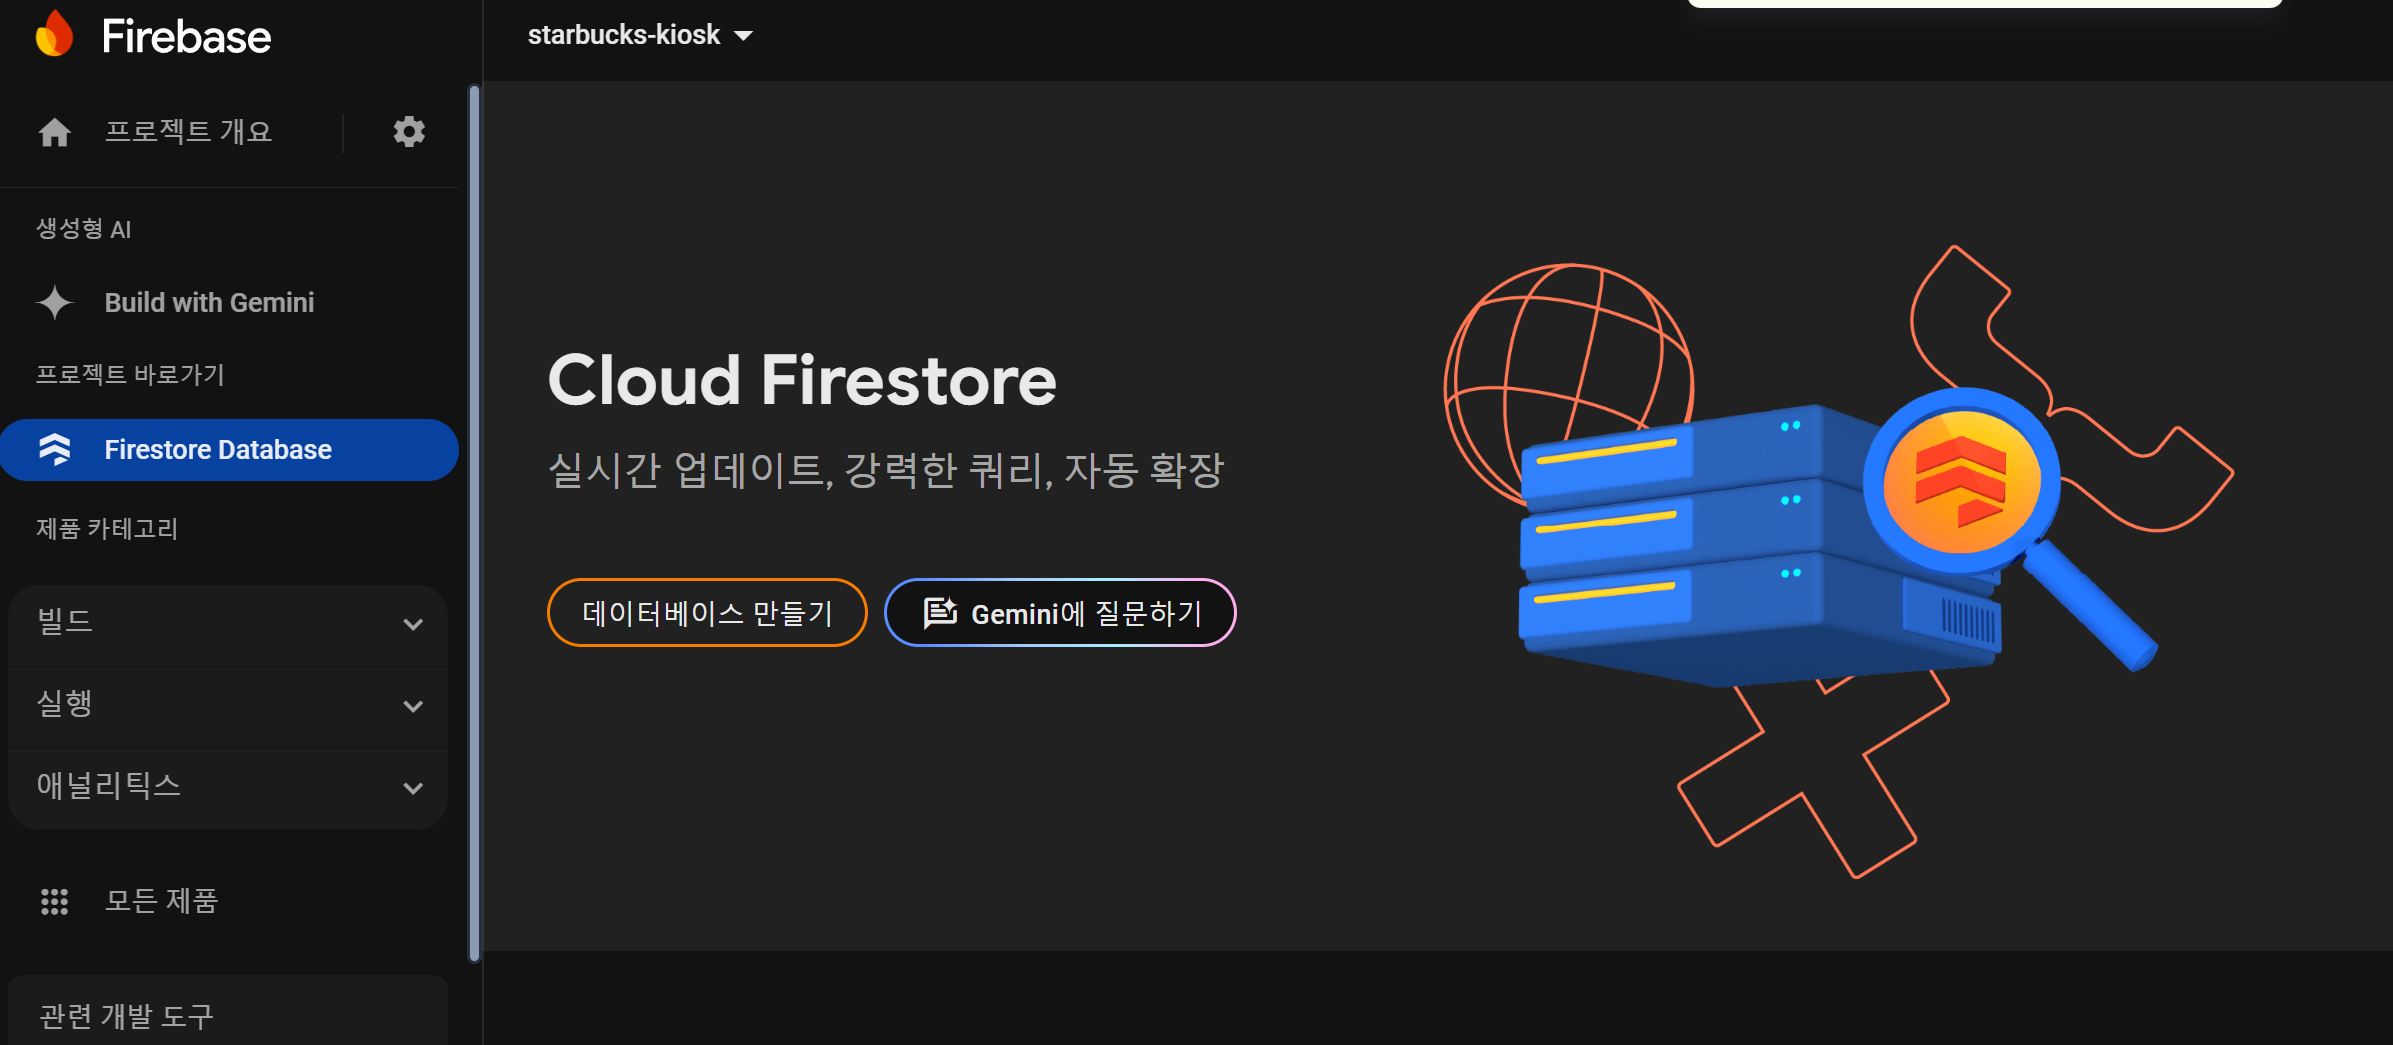 Firebase
starbucks-kiosk
프로젝트 개요
생성형 AI
Build with Gemini
프로젝트 바로가기
Firestore Database
제품 카테고리
빌드
실행
애널리틱스
모든 제품
관련 개발 도구
Cloud Firestore
실시간 업데이트, 강력한 쿼리, 자동 확장
데이터베이스 만들기
Gemini에 질문하기